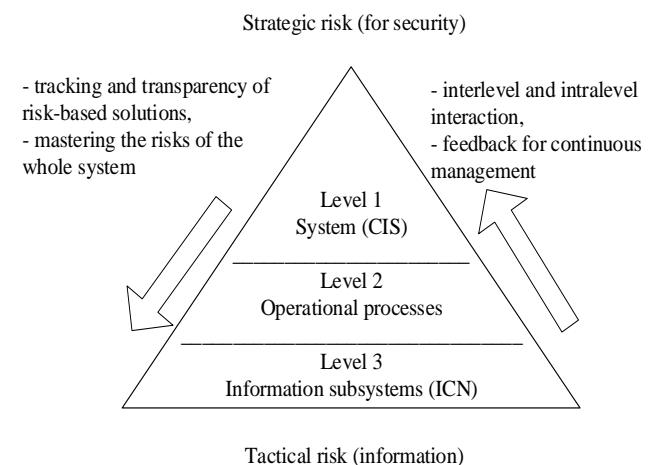 Strategic risk (for security)
- tracking and transparency of
risk-based solutions,
- mastering the risks of the
whole system
- interlevel and intralevel
interaction,
- feedback for continuous
management
Level 1
System (CIS)
Level 2
Operational processes
Level 3
Information subsystems (ICN)
Tactical risk (information)